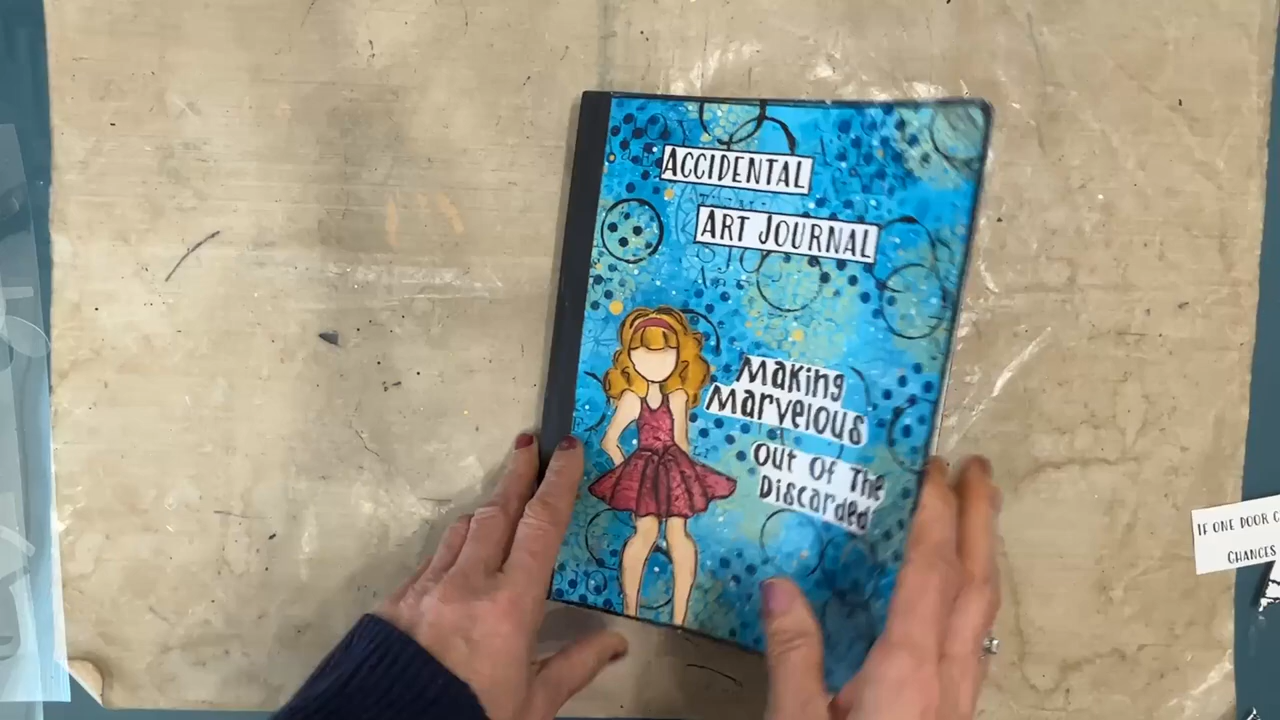 ACCIDENTAL
ART JOURNAL
Making
Marvelous
Out Of The
Discarded
IF ONE DOOR
CHANCES